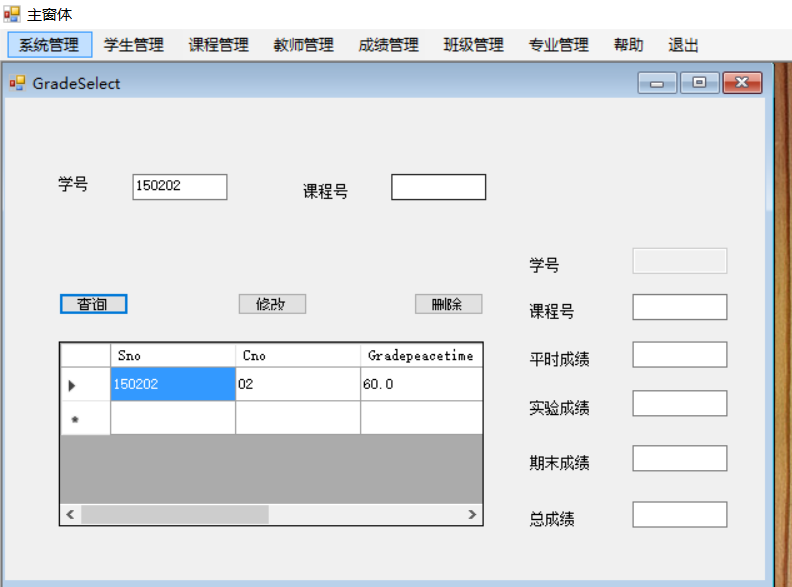 主窗体
系统管理 学生管理 课程管理 教师管理 成绩管理 班级管理 专业管理 帮助 退出
GradeSelect
学号 150202 课程号
学号
查询 修改 删除
课程号
Sno Cno Gradepeacetime
平时成绩
150202 02 60.0
实验成绩
期末成绩
总成绩